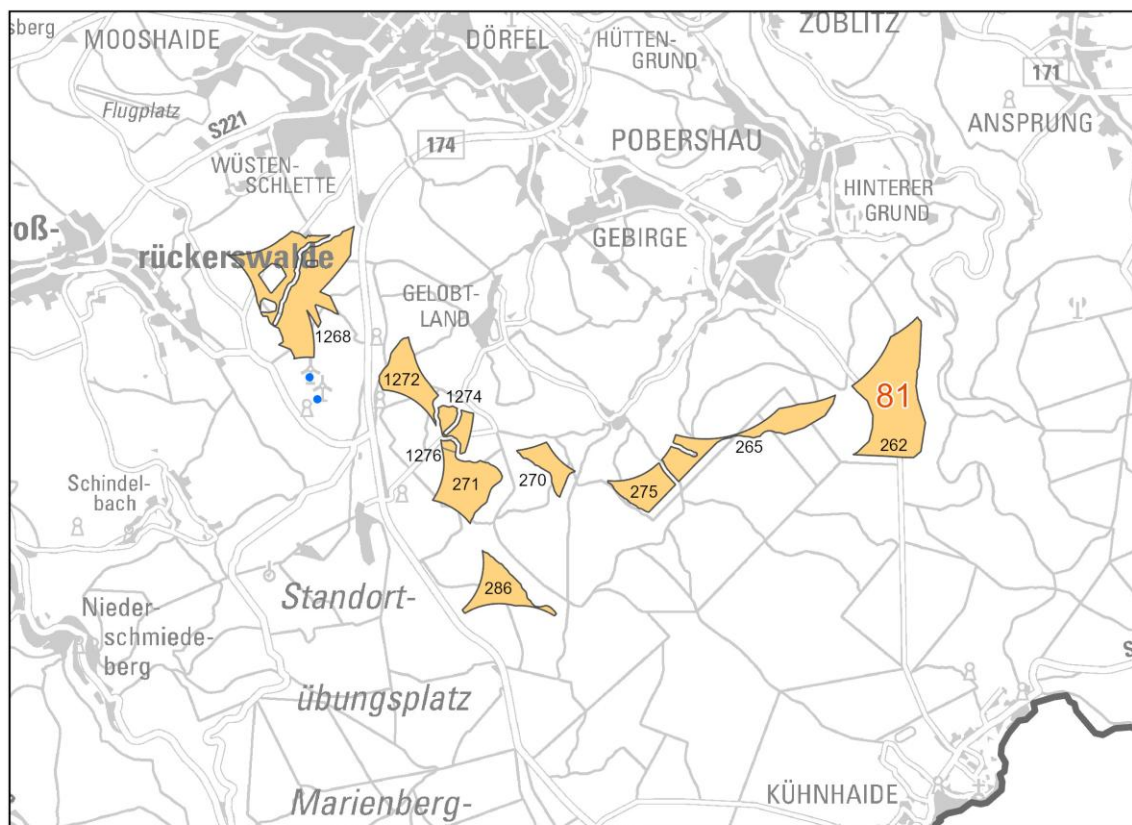 sberg
MOOSHAIDE
DÖRFEL
HÜTTEN-
GRUND
ZÖBLITZ
171
Flugplatz
S221
174
POBERSHAU
ANSPRUNG
WÜSTEN-
SCHLETTE
HINTERER
GRUND
roß-
rückerswalde
GEBIRGE
GELOBT-
LAND
1268
1272
1274
81
1276
265
262
271
270
275
Schindel-
bach
286
Standort-
Nieder-
schmiede-
berg
S
übungsplatz
Marienberg-
KÜHNHAIDE